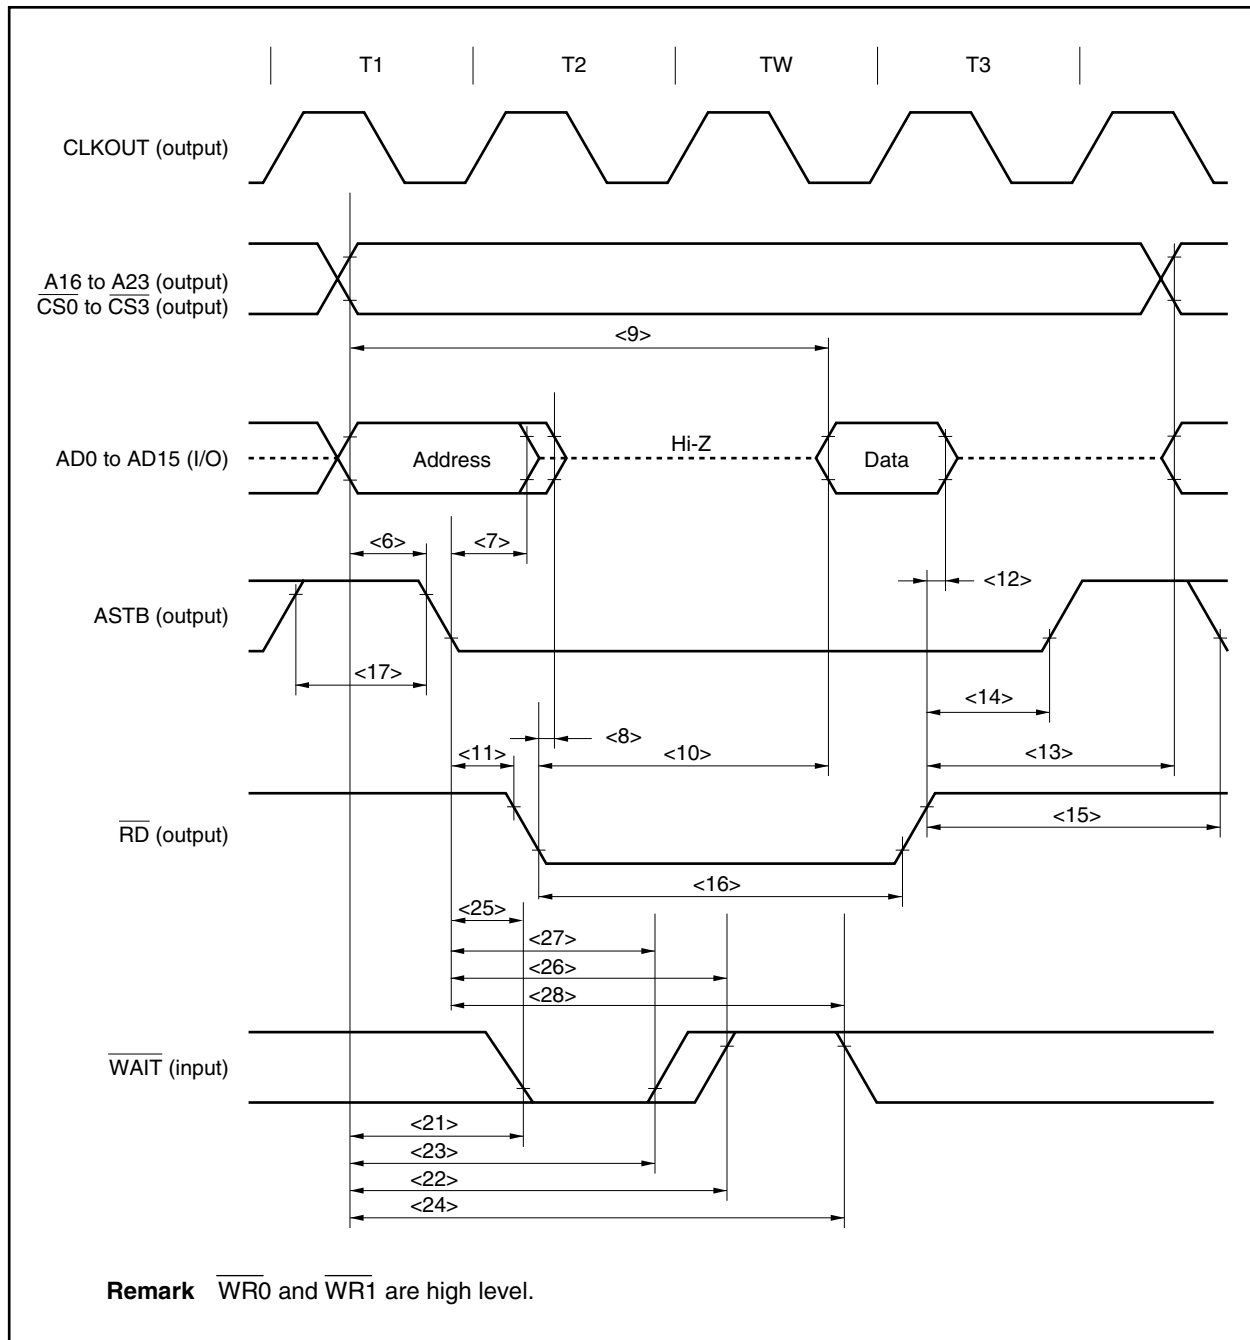 T1 T2 TW T3
CLKOUT (output)
A16 to A23 (output)
CS0 to CS3 (output)
<9>
AD0 to AD15 (I/O)
Address
Hi-Z
Data
<6>
<7>
<12>
ASTB (output)
<17>
<14>
<8>
<11>
<10>
<13>
RD (output)
<15>
<16>
<25>
<27>
<26>
<28>
WAIT (input)
<21>
<23>
<22>
<24>
Remark WR0 and WR1 are high level.